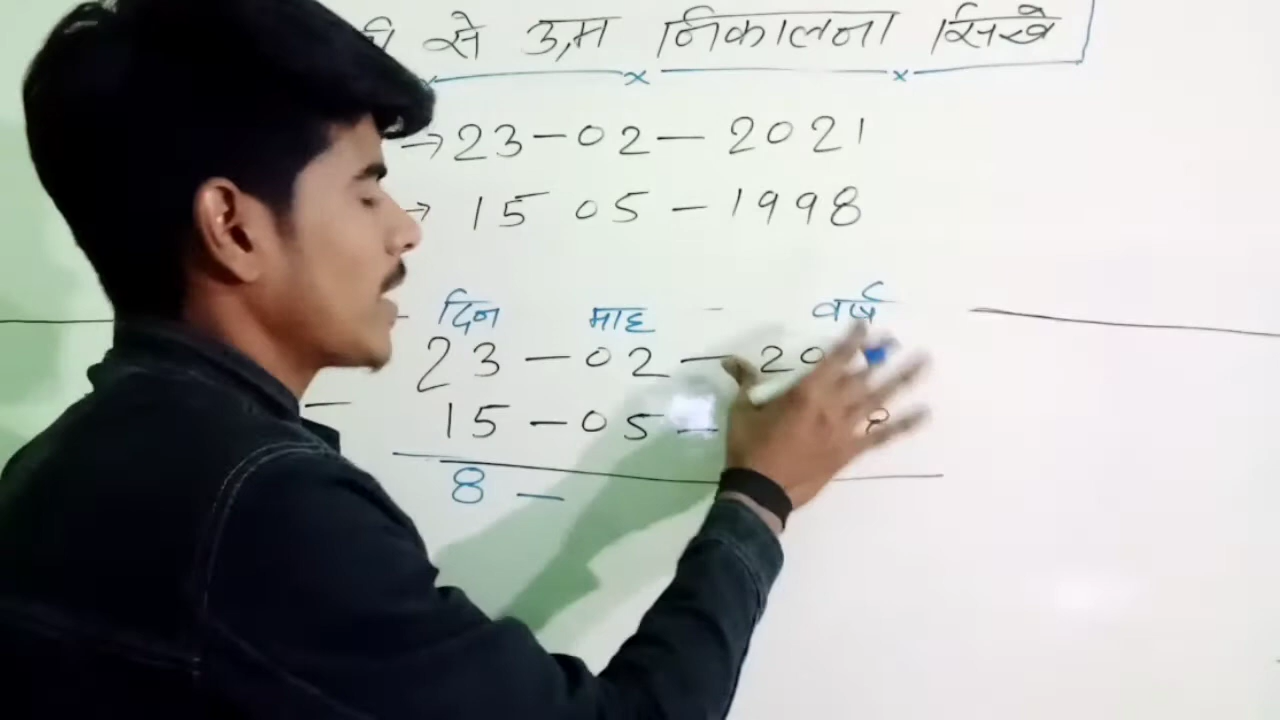 से उम्र निकालना सिखे
→23-02-2021
→ 15 05-1998
दिन माह - वर्ष
23-02-20
15-05-
8-